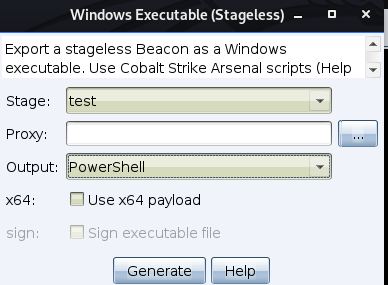 Windows Executable (Stageless)
Export a stageless Beacon as a Windows
executable. Use Cobalt Strike Arsenal scripts (Help
Stage: test
Proxy: ...
Output: PowerShell
x64: Use x64 payload
sign: Sign executable file
Generate Help